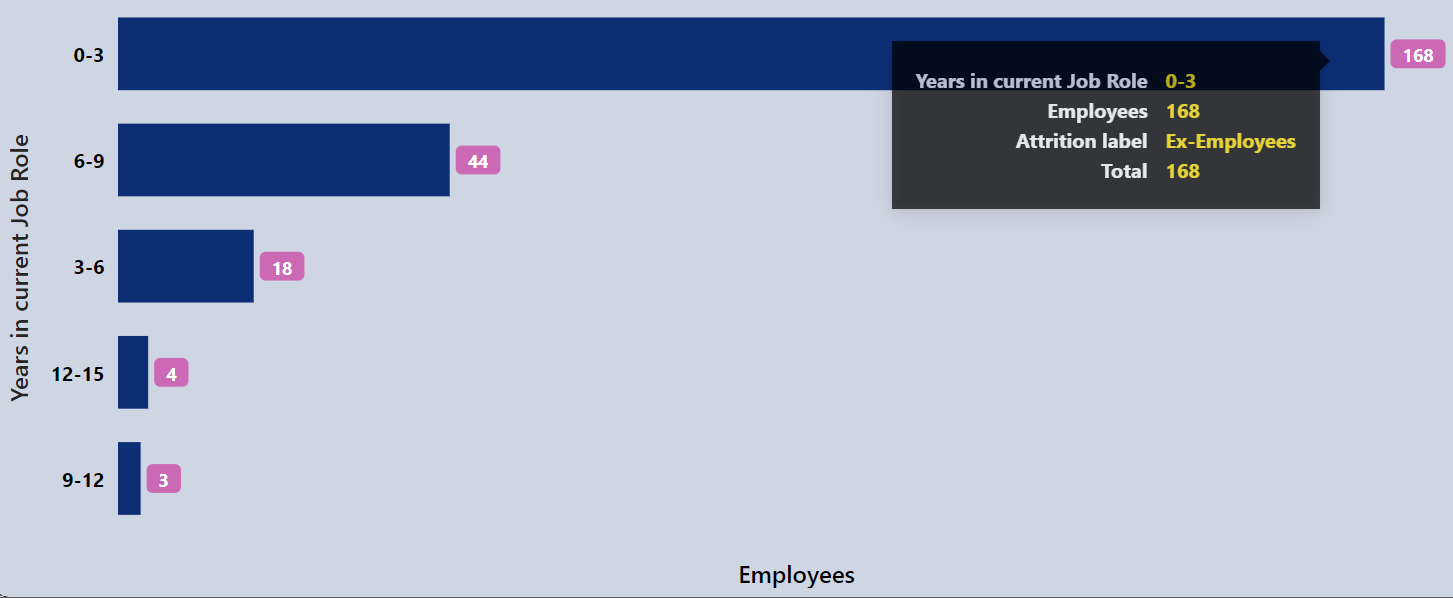 Years in current Job Role
0-3
168
Years in current Job Role 0-3
Employees 168
Attrition label Ex-Employees
Total 168
6-9
44
3-6
18
12-15
4
9-12
3
Employees